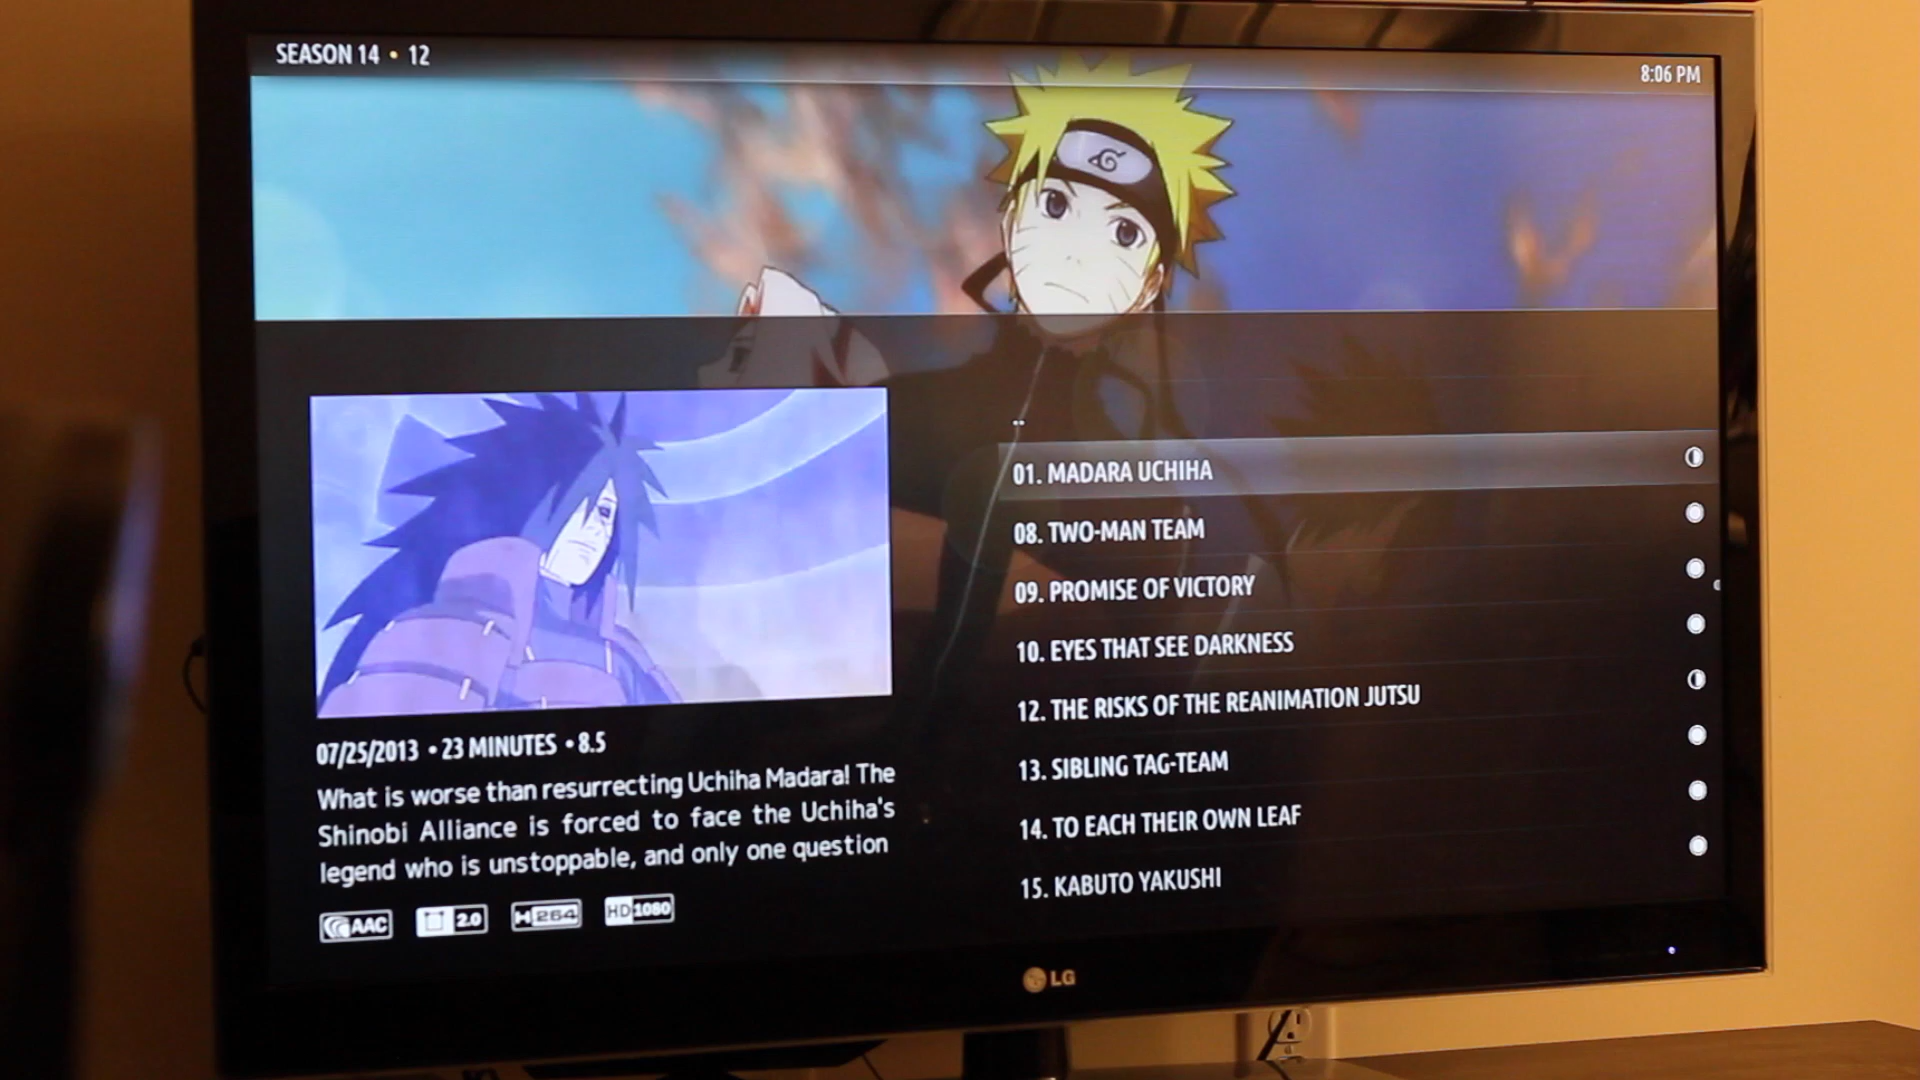 SEASON 14 • 12
8:06 PM
..
01. MADARA UCHIHA
08. TWO-MAN TEAM
09. PROMISE OF VICTORY
10. EYES THAT SEE DARKNESS
12. THE RISKS OF THE REANIMATION JUTSU
13. SIBLING TAG-TEAM
14. TO EACH THEIR OWN LEAF
15. KABUTO YAKUSHI
07/25/2013 • 23 MINUTES • 8.5
What is worse than resurrecting Uchiha Madara! The
Shinobi Alliance is forced to face the Uchiha's
legend who is unstoppable, and only one question
AAC 2.0 H.264 HD 1080
LG